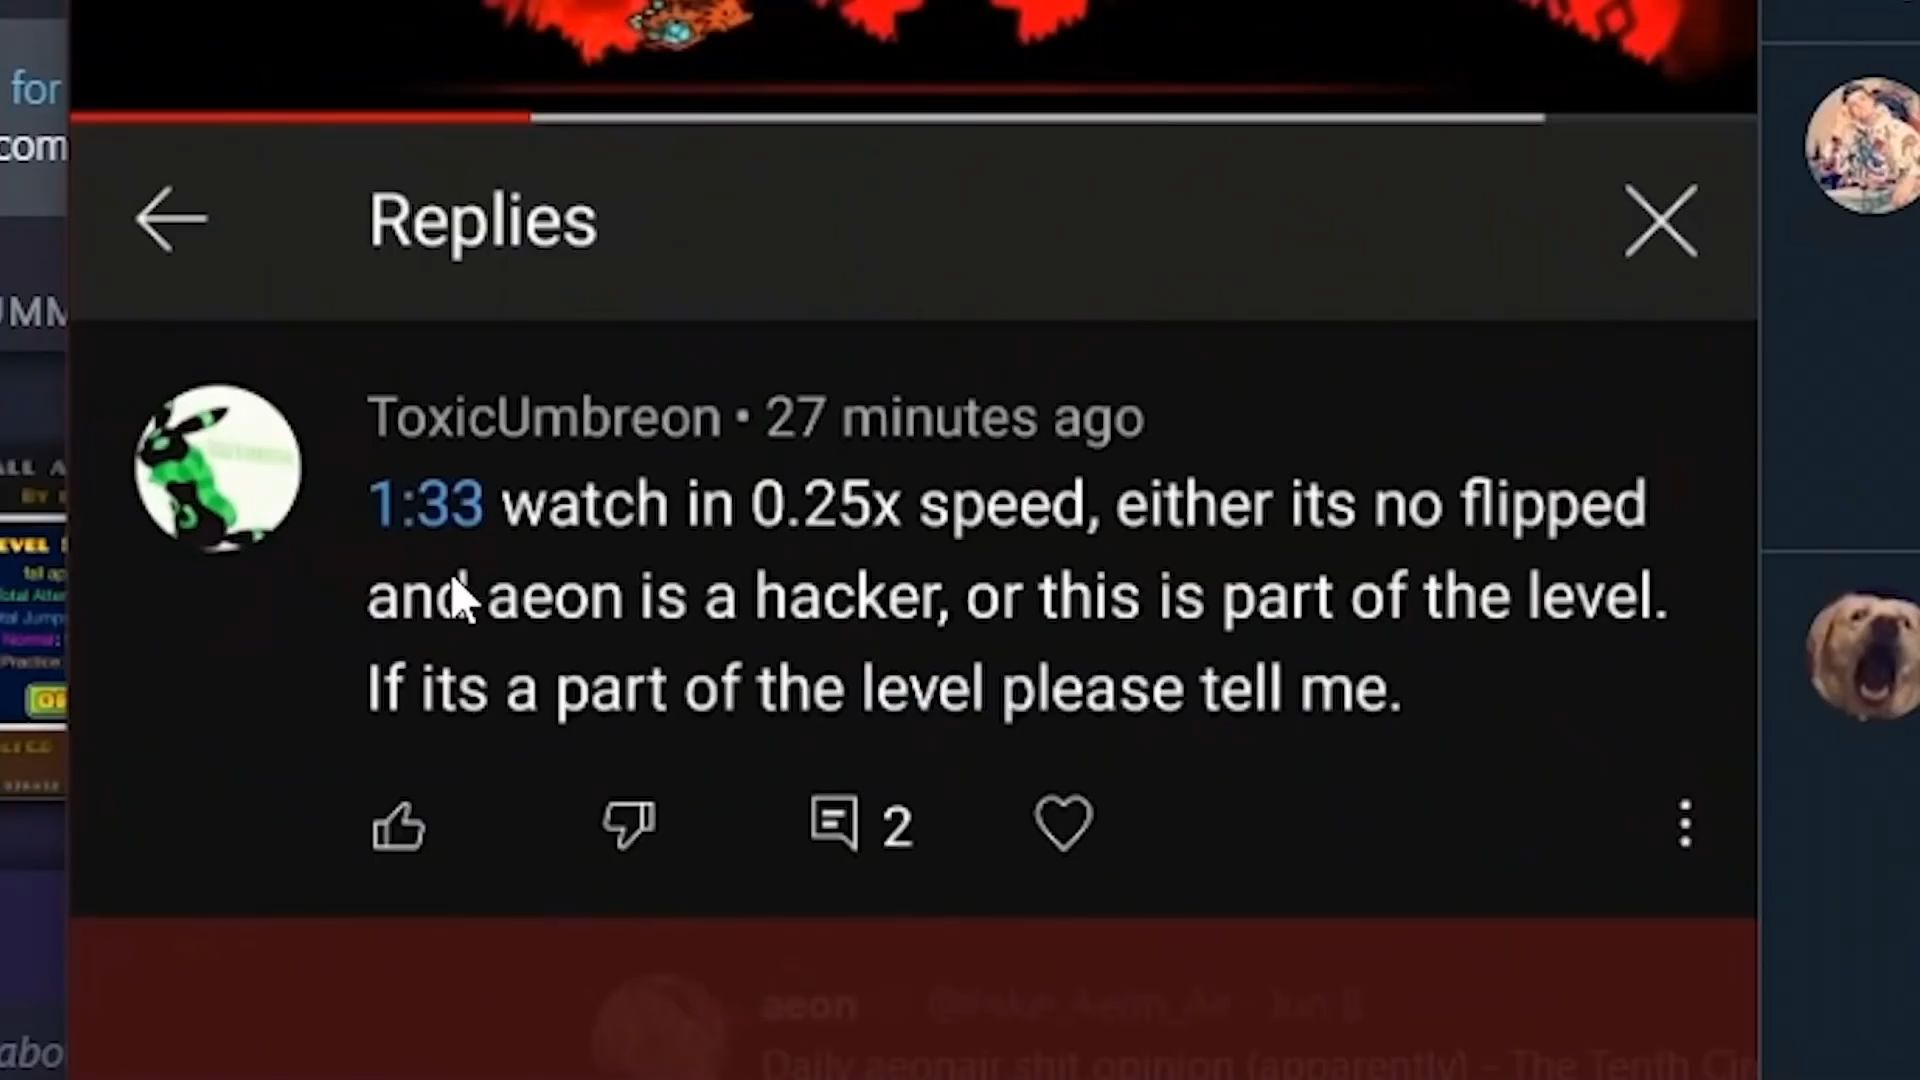 for
com
Replies
ToxicUmbreon • 27 minutes ago
1:33 watch in 0.25x speed, either its no flipped
and aeon is a hacker, or this is part of the level.
If its a part of the level please tell me.
2
aeon
Daily aeonair shit opinion (apparently) – The Tenth Cir
abo